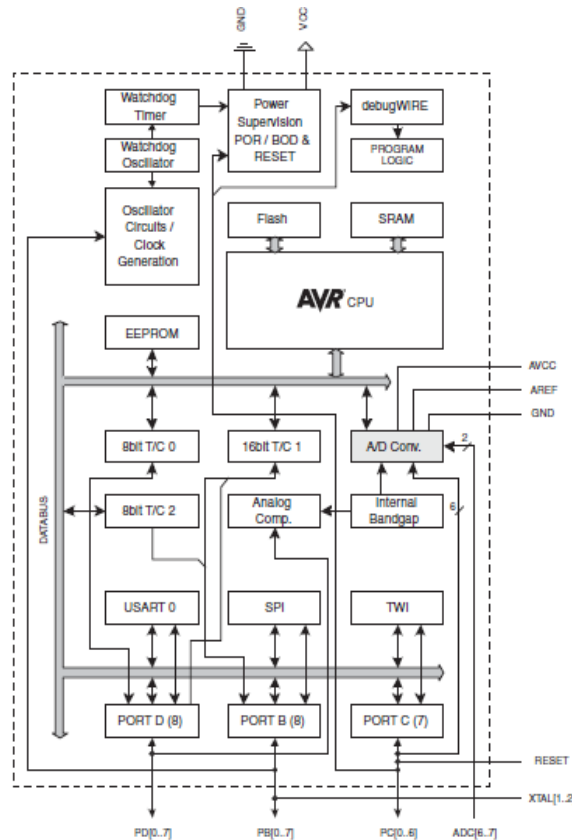 GND
VCC
Watchdog
Timer
Power
Supervision
POR / BOD &
RESET
debugWIRE
Watchdog
Oscillator
PROGRAM
LOGIC
Oscillator
Circuits /
Clock
Generation
Flash
SRAM
AVR CPU
EEPROM
AVCC
AREF
GND
8bit T/C 0
16bit T/C 1
A/D Conv.
2
DATABUS
8bit T/C 2
Analog
Comp.
Internal
Bandgap
6
USART 0
SPI
TWI
PORT D (8)
PORT B (8)
PORT C (7)
RESET
XTAL[1..2
PD[0..7]
PB[0..7]
PC[0..6]
ADC[6..7]